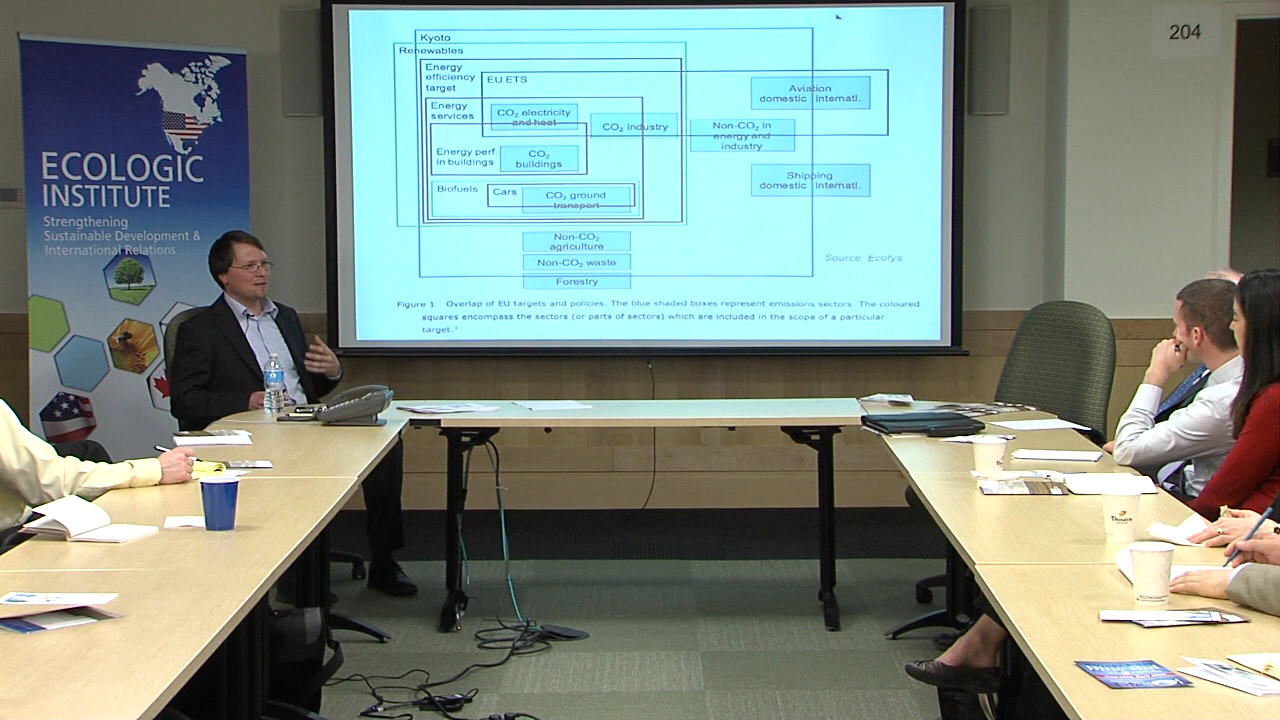 204
ECOLOGIC
INSTITUTE
Strengthening
Sustainable Development &
International Relations
Kyoto
Renewables
Energy
efficiency
target
EU ETS
Aviation
domestic internatl.
Energy
services
CO₂ electricity
and heat
CO₂ industry
Non-CO₂ in
energy and
industry
Energy perf.
in buildings
CO₂
buildings
Shipping
domestic internatl.
Biofuels
Cars
CO₂ ground
transport
Non-CO₂
agriculture
Non-CO₂ waste
Forestry
Source Ecofys
Figure 1 Overlap of EU targets and policies. The blue shaded boxes represent emissions sectors. The coloured
squares encompass the sectors (or parts of sectors) which are included in the scope of a particular
target.¹